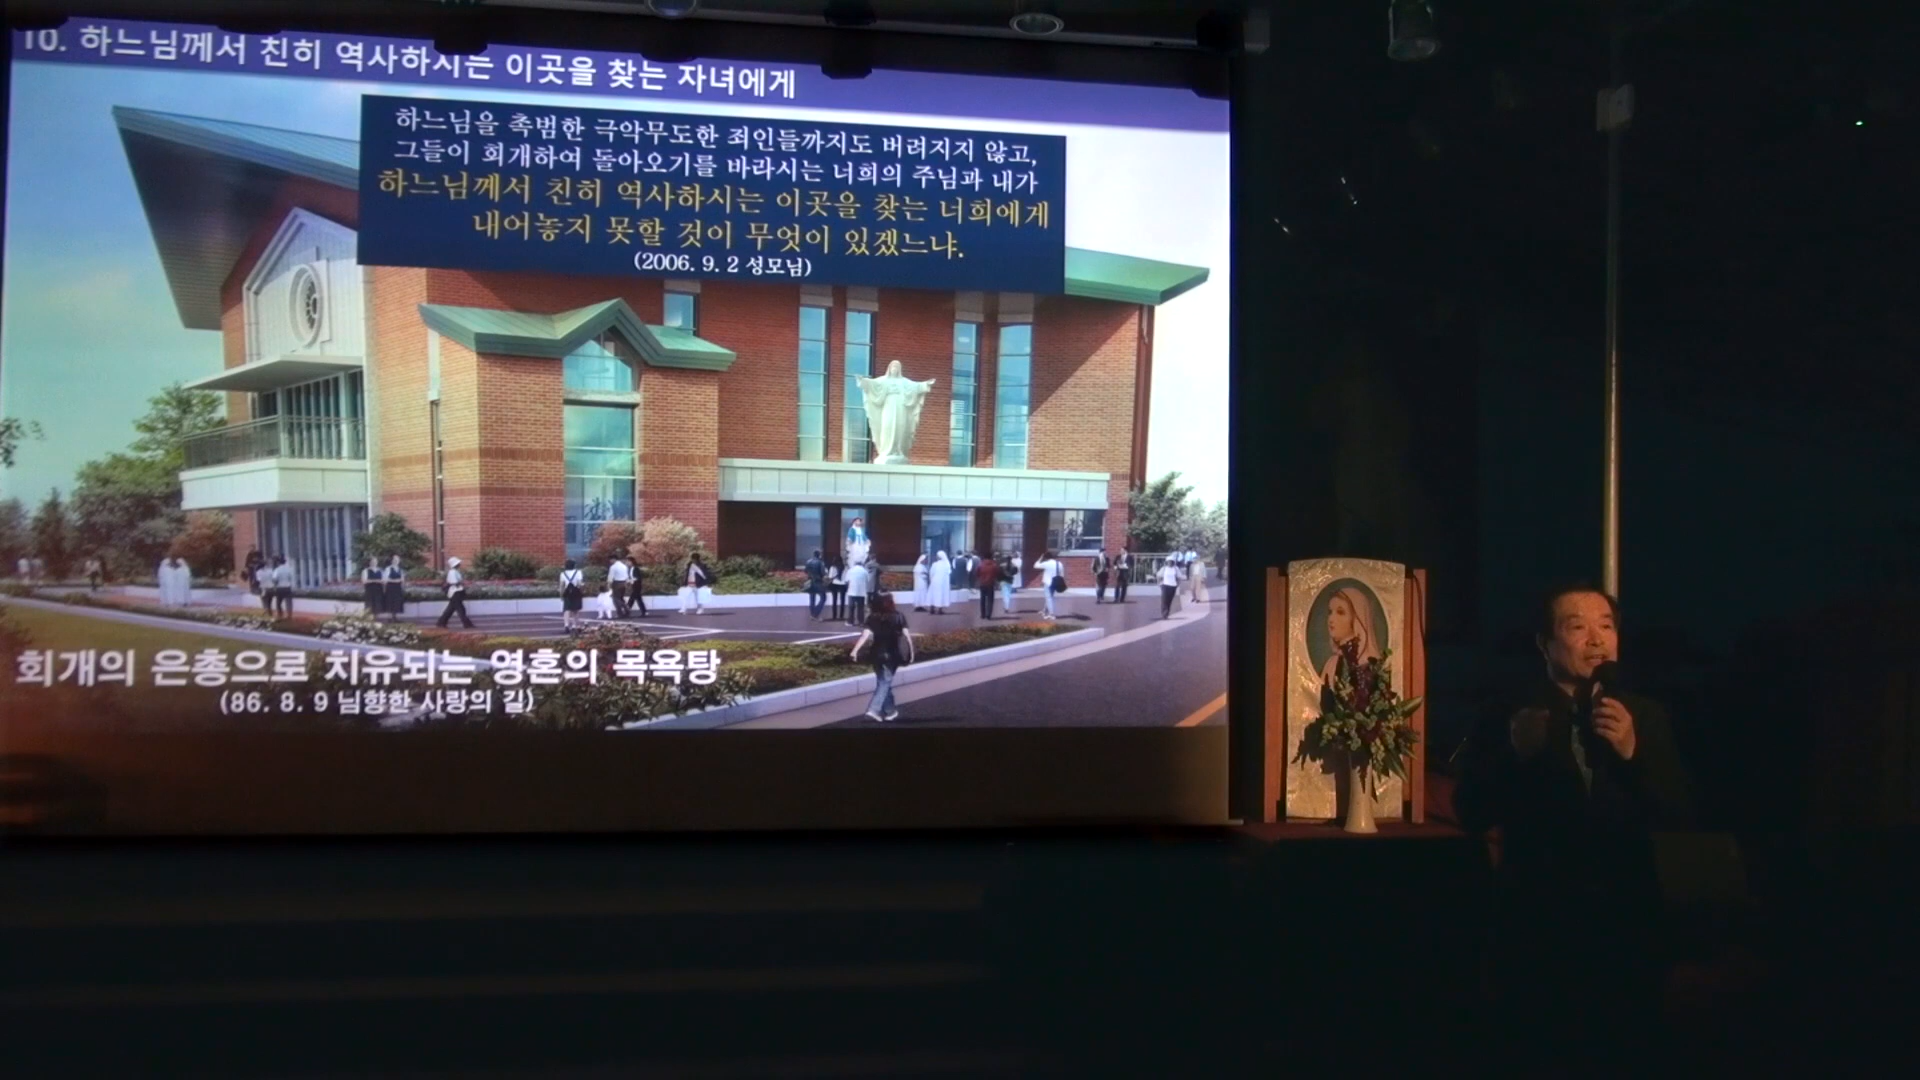 10. 하느님께서 친히 역사하시는 이곳을 찾는 자녀에게
하느님을 촉범한 극악무도한 죄인들까지도 버려지지 않고,
그들이 회개하여 돌아오기를 바라시는 너희의 주님과 내가
하느님께서 친히 역사하시는 이곳을 찾는 너희에게
내어놓지 못할 것이 무엇이 있겠느냐.
(2006. 9. 2 성모님)
회개의 은총으로 치유되는 영혼의 목욕탕
(86. 8. 9 님향한 사랑의 길)